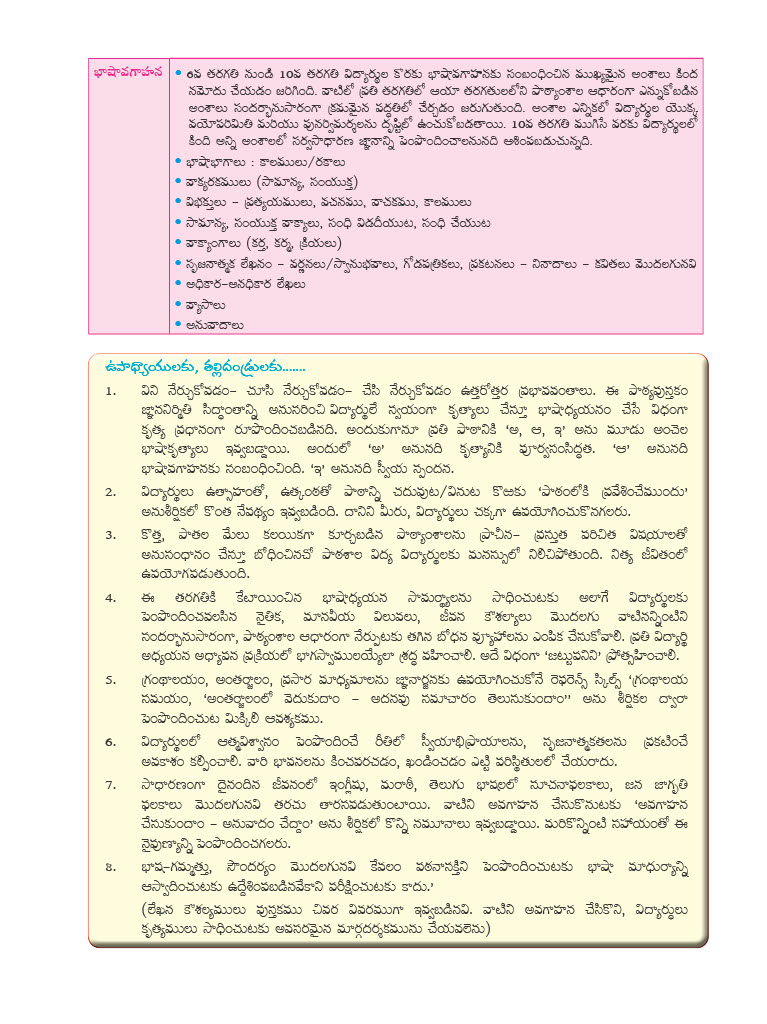 భాషావగాహన
• 6వ తరగతి నుండి 10వ తరగతి విద్యార్థుల కొరకు భాషావగాహనకు సంబంధించిన ముఖ్యమైన అంశాలు కింద
నమోదు చేయడం జరిగింది. వాటిలో ప్రతి తరగతిలో ఆయా తరగతులలోని పాఠ్యాంశాల ఆధారంగా ఎన్నుకోబడిన
అంశాలు సందర్భానుసారంగా క్రమమైన పద్ధతిలో చేర్చడం జరుగుతుంది. అంశాల ఎన్నికలో విద్యార్థుల యొక్క
వయోపరిమితి మరియు పునర్విమర్శలను దృష్టిలో ఉంచుకోబడతాయి. 10వ తరగతి ముగిసే వరకు విద్యార్థులలో
కింది అన్ని అంశాలలో సర్వసాధారణ జ్ఞానాన్ని పెంపొందించాలనునది ఆశింపబడుచున్నది.
• భాషాభాగాలు : కాలములు/రకాలు
• వాక్యరకములు (సామాన్య, సంయుక్త)
• విభక్తులు – ప్రత్యయములు, వచనము, వాచకము, కాలములు
• సామాన్య, సంయుక్త వాక్యాలు, సంధి విడదీయుట, సంధి చేయుట
• వాక్యాంగాలు (కర్త, కర్మ, క్రియలు)
• సృజనాత్మక లేఖనం – వర్ణనలు/స్వానుభవాలు, గోడపత్రికలు, ప్రకటనలు – నినాదాలు – కవితలు మొదలగునవి
• అధికార–అనధికార లేఖలు
• వ్యాసాలు
• అనువాదాలు
ఉపాధ్యాయులకు, తల్లిదండ్రులకు.......
1. విని నేర్చుకోవడం– చూసి నేర్చుకోవడం– చేసి నేర్చుకోవడం ఉత్తరోత్తర ప్రభావవంతాలు. ఈ పాఠ్యపుస్తకం
జ్ఞాననిర్మితి సిద్ధాంతాన్ని అనుసరించి విద్యార్థులే స్వయంగా కృత్యాలు చేస్తూ భాషాధ్యయనం చేసే విధంగా
కృత్య ప్రధానంగా రూపొందించబడినది. అందుకుగానూ ప్రతి పాఠానికి ‘అ, ఆ, ఇ’ అను మూడు అంచెల
భాషాకృత్యాలు ఇవ్వబడ్డాయి. అందులో ‘అ’ అనునది కృత్యానికి పూర్వసంసిద్ధత. ‘ఆ’ అనునది
భాషావగాహనకు సంబంధించింది. ‘ఇ’ అనునది స్వీయ స్పందన.
2. విద్యార్థులు ఉత్సాహంతో, ఉత్కంఠతో పాఠాన్ని చదువుట/వినుట కొఱకు ‘పాఠంలోకి ప్రవేశించేముందు’
అనుశీర్షికలో కొంత నేపథ్యం ఇవ్వబడింది. దానిని మీరు, విద్యార్థులు చక్కగా ఉపయోగించుకొనగలరు.
3. కొత్త, పాతల మేలు కలయికగా కూర్చబడిన పాఠ్యాంశాలను ప్రాచీన– ప్రస్తుత పరిచిత విషయాలతో
అనుసంధానం చేస్తూ బోధించినచో పాఠశాల విద్య విద్యార్థులకు మనస్సులో నిలిచిపోతుంది. నిత్య జీవితంలో
ఉపయోగపడుతుంది.
4. ఈ తరగతికి కేటాయించిన భాషాధ్యయన సామర్థ్యాలను సాధించుటకు అలాగే విద్యార్థులకు
పెంపొందించవలసిన నైతిక, మానవీయ విలువలు, జీవన కౌశల్యాలు మొదలగు వాటినన్నింటిని
సందర్భానుసారంగా, పాఠ్యంశాల ఆధారంగా నేర్పుటకు తగిన బోధన వ్యూహాలను ఎంపిక చేసుకోవాలి. ప్రతి విద్యార్థి
అధ్యయన అధ్యాపన ప్రక్రియలో భాగస్వాములయ్యేలా శ్రద్ధ వహించాలి. అదే విధంగా ‘జట్టుపనిని’ ప్రోత్సహించాలి.
5. గ్రంథాలయం, అంతర్జాలం, ప్రసార మాధ్యమాలను జ్ఞానార్జనకు ఉపయోగించుకోనే రెఫరెన్స్ స్కిల్స్ ‘గ్రంథాలయ
సమయం, ‘అంతర్జాలంలో వెదుకుదాం – అదనపు సమాచారం తెలుసుకుందాం’’ అను శీర్షికల ద్వారా
పెంపొందించుట మిక్కిలీ ఆవశ్యకము.
6. విద్యార్థులలో ఆత్మవిశ్వాసం పెంపొందించే రీతిలో స్వీయాభిప్రాయాలను, సృజనాత్మకతలను ప్రకటించే
అవకాశం కల్పించాలి. వారి భావనలను కించపరచడం, ఖండించడం ఎట్టి పరిస్థితులలో చేయరాదు.
7. సాధారణంగా దైనందిన జీవనంలో ఇంగ్లీషు, మరాఠీ, తెలుగు భాషలలో సూచనాఫలకాలు, జన జాగృతి
ఫలకాలు మొదలగునవి తరచు తారసపడుతుంటాయి. వాటిని అవగాహన చేసుకొనుటకు ‘అవగాహన
చేసుకుందాం – అనువాదం చేద్దాం’ అను శీర్షికలో కొన్ని నమూనాలు ఇవ్వబడ్డాయి. మరికొన్నింటి సహాయంతో ఈ
నైపుణ్యాన్ని పెంపొందించగలరు.
8. భాష–గమ్మత్తు, సౌందర్యం మొదలగునవి కేవలం పఠనాసక్తిని పెంపొందించుటకు భాషా మాధుర్యాన్ని
ఆస్వాదించుటకు ఉద్దేశింపబడినవేకాని పరీక్షించుటకు కాదు.’
(లేఖన కౌశల్యములు పుస్తకము చివర వివరముగా ఇవ్వబడినవి. వాటిని అవగాహన చేసికొని, విద్యార్థులు
కృత్యములు సాధించుటకు అవసరమైన మార్గదర్శకమును చేయవలెను)